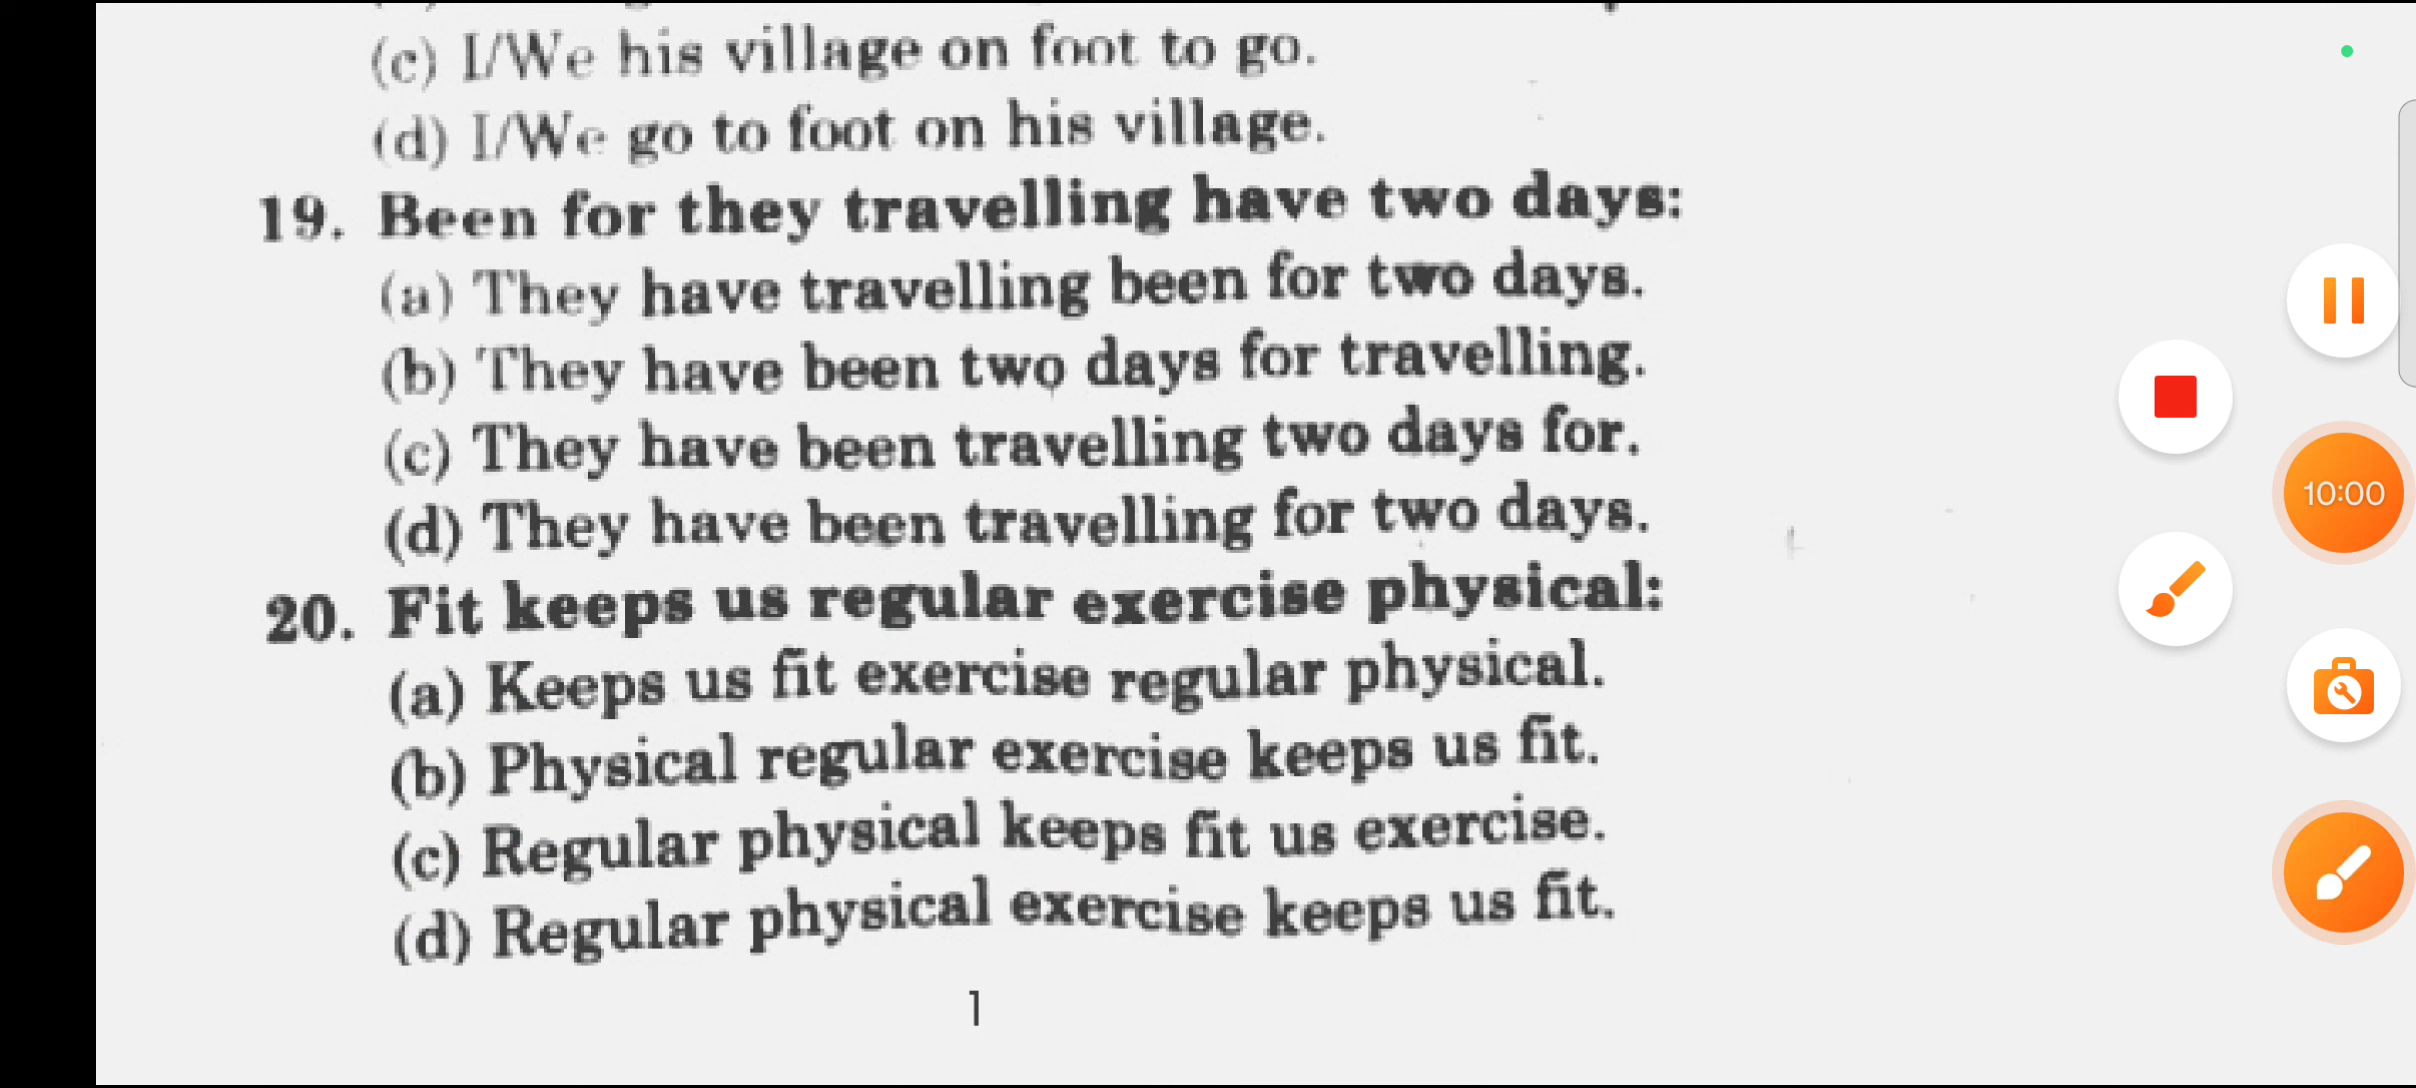 (c) I/We his village on foot to go.
(d) I/We go to foot on his village.
19. Been for they travelling have two days:
(a) They have travelling been for two days.
(b) They have been two days for travelling.
(c) They have been travelling two days for.
(d) They have been travelling for two days.
20. Fit keeps us regular exercise physical:
(a) Keeps us fit exercise regular physical.
(b) Physical regular exercise keeps us fit.
(c) Regular physical keeps fit us exercise.
(d) Regular physical exercise keeps us fit.
1
10:00